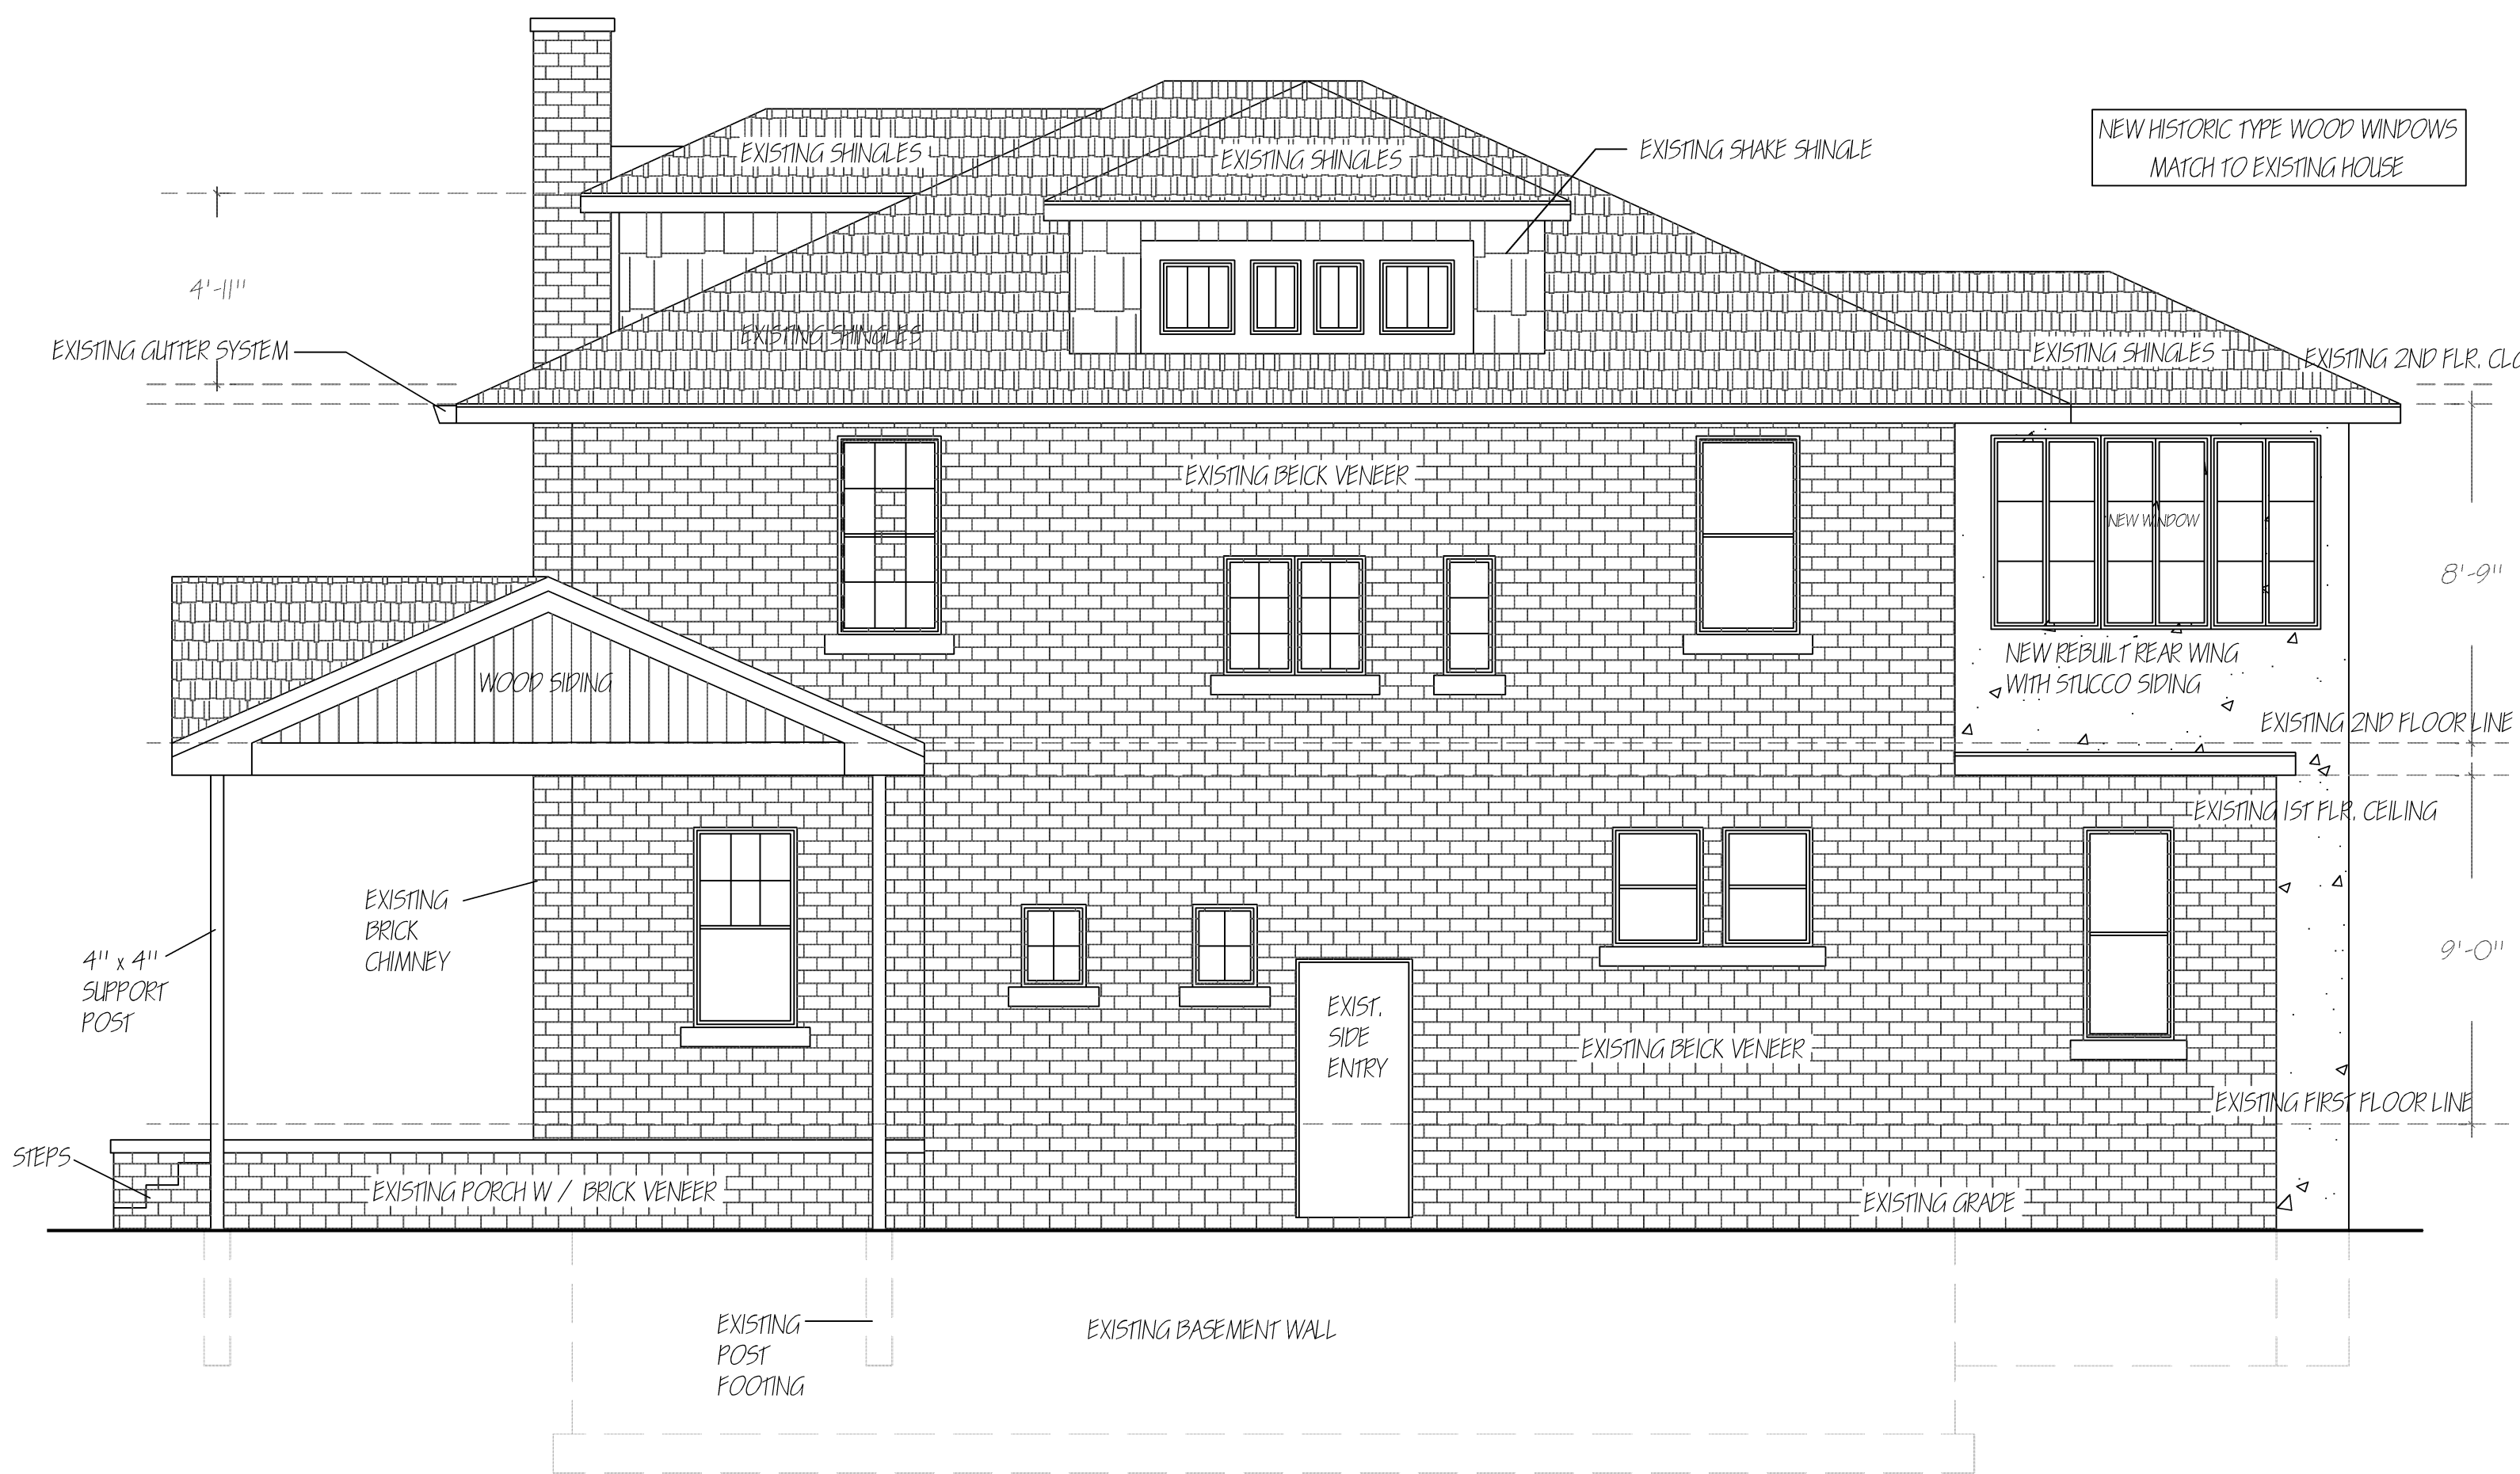 NEW HISTORIC TYPE WOOD WINDOWS
MATCH TO EXISTING HOUSE
EXISTING SHINGLES
EXISTING SHINGLES
EXISTING SHAKE SHINGLE
4'-11"
EXISTING SHINGLES
EXISTING GUTTER SYSTEM
EXISTING SHINGLES
EXISTING 2ND FLR. CLG
EXISTING BEICK VENEER
NEW WINDOW
8'-9"
NEW REBUILT REAR WING
WITH STUCCO SIDING
WOOD SIDING
EXISTING 2ND FLOOR LINE
EXISTING 1ST FLR. CEILING
EXISTING
BRICK
CHIMNEY
4" x 4"
SUPPORT
POST
9'-0"
EXIST.
SIDE
ENTRY
EXISTING BEICK VENEER
EXISTING FIRST FLOOR LINE
STEPS
EXISTING PORCH W / BRICK VENEER
EXISTING GRADE
EXISTING
POST
FOOTING
EXISTING BASEMENT WALL